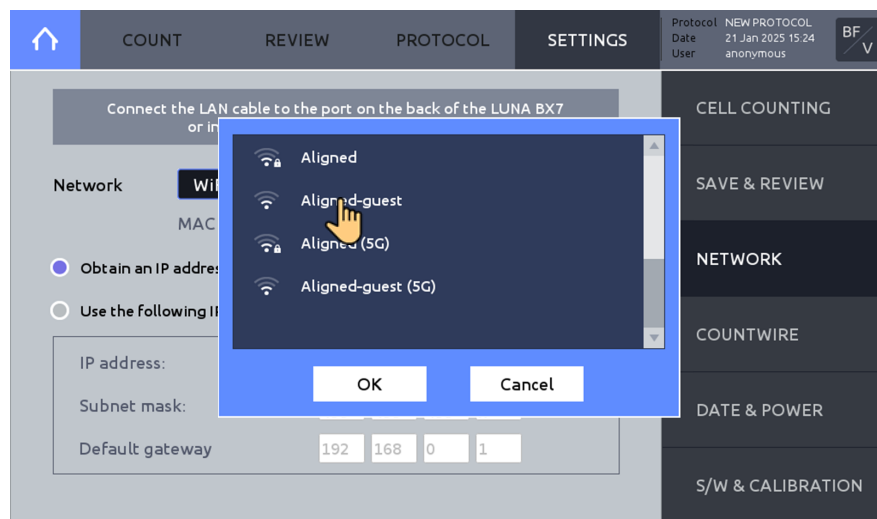 COUNT
REVIEW
PROTOCOL
SETTINGS
Protocol NEW PROTOCOL
Date 21 Jan 2025 15:24
User anonymous
BF/V
Connect the LAN cable to the port on the back of the LUNA BX7
or
Network
MAC
Obtain an IP
Use the following
IP address:
Subnet mask:
Default gateway 192 168 0 1
Aligned
Aligned-guest
Aligned (5G)
Aligned-guest (5G)
OK
Cancel
CELL COUNTING
SAVE & REVIEW
NETWORK
COUNTWIRE
DATE & POWER
S/W & CALIBRATION